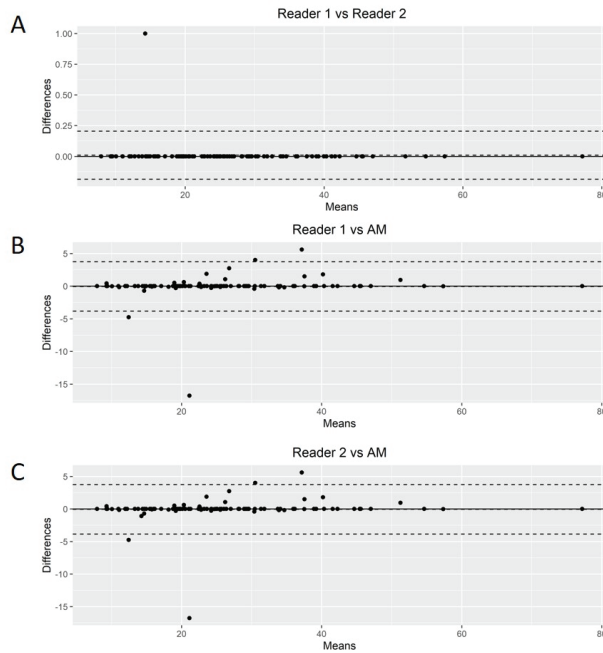 A
Reader 1 vs Reader 2
Differences
1.00
0.75
0.50
0.25
0.00
20
40
60
80
Means
B
Reader 1 vs AM
Differences
5
0
-5
-10
-15
20
40
60
80
Means
C
Reader 2 vs AM
Differences
5
0
-5
-10
-15
20
40
60
80
Means